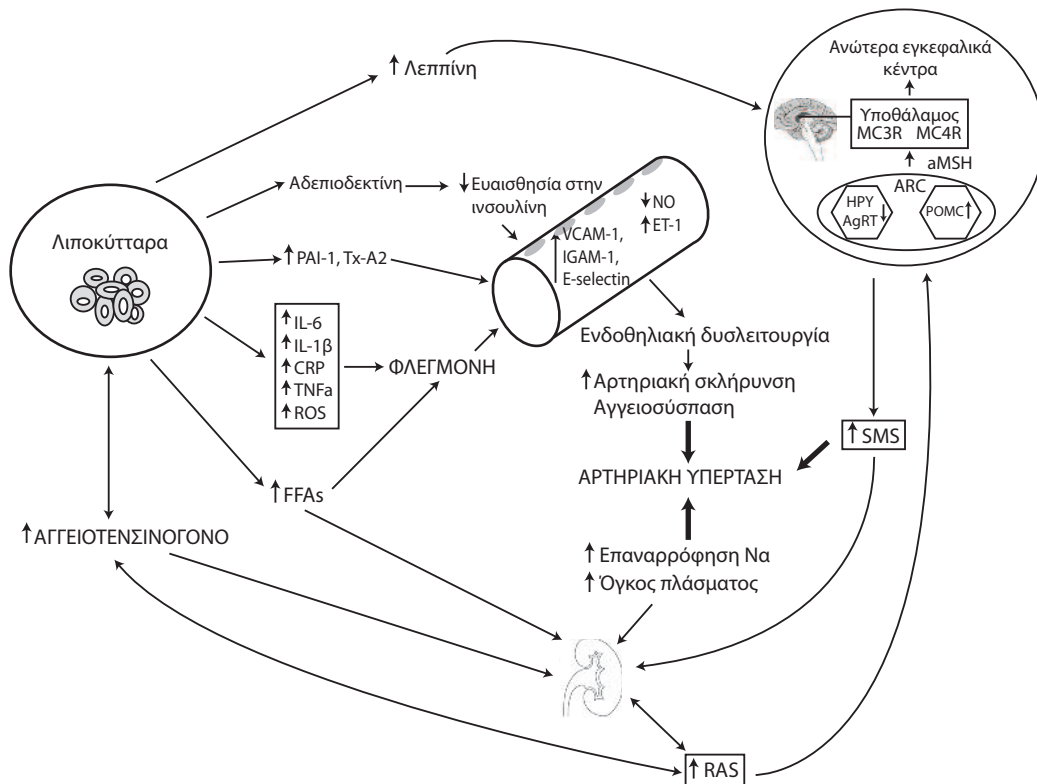 ↑ Λεππίνη
Ανώτερα εγκεφαλικά
κέντρα
Υποθάλαμος
MC3R MC4R
aMSH
ARC
HPY
AgRT↓
POMC↑
Λιποκύτταρα
Αδεπιοδεκτίνη
↓ Ευαισθησία στην
ινσουλίνη
↓NO
↑ET-1
↑ VCAM-1,
IGAM-1,
E-selectin
↑ PAI-1, Tx-A2
↑IL-6
↑IL-1β
↑CRP
↑TNFa
↑ROS
ΦΛΕΓΜΟΝΗ
Ενδοθηλιακή δυσλειτουργία
↑Αρτηριακή σκλήρυνση
Αγγειοσύσπαση
↑ SMS
ΑΡΤΗΡΙΑΚΗ ΥΠΕΡΤΑΣΗ
↑FFAs
↑ΑΓΓΕΙΟΤΕΝΣΙΝΟΓΟΝΟ
↑ Επαναρρόφηση Να
↑ Όγκος πλάσματος
↑ RAS